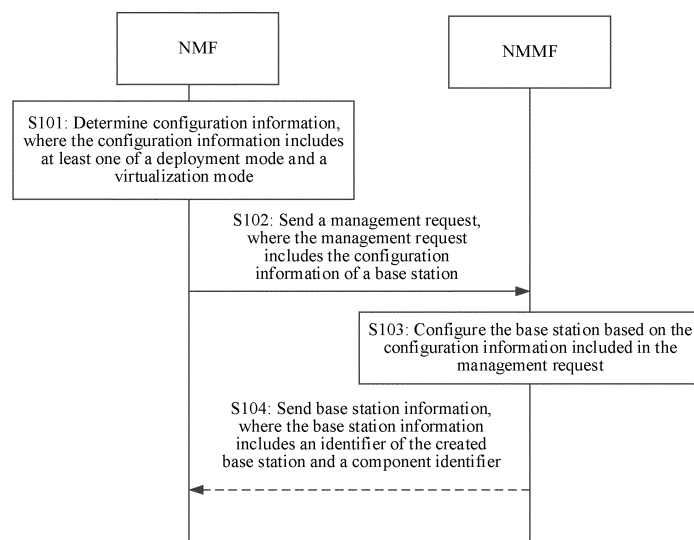 NMF
NMMF
S101: Determine configuration information,
where the configuration information includes
at least one of a deployment mode and a
virtualization mode
S102: Send a management request,
where the management request
includes the configuration
information of a base station
S103: Configure the base station based on the
configuration information included in the
management request
S104: Send base station information,
where the base station information
includes an identifier of the created
base station and a component identifier